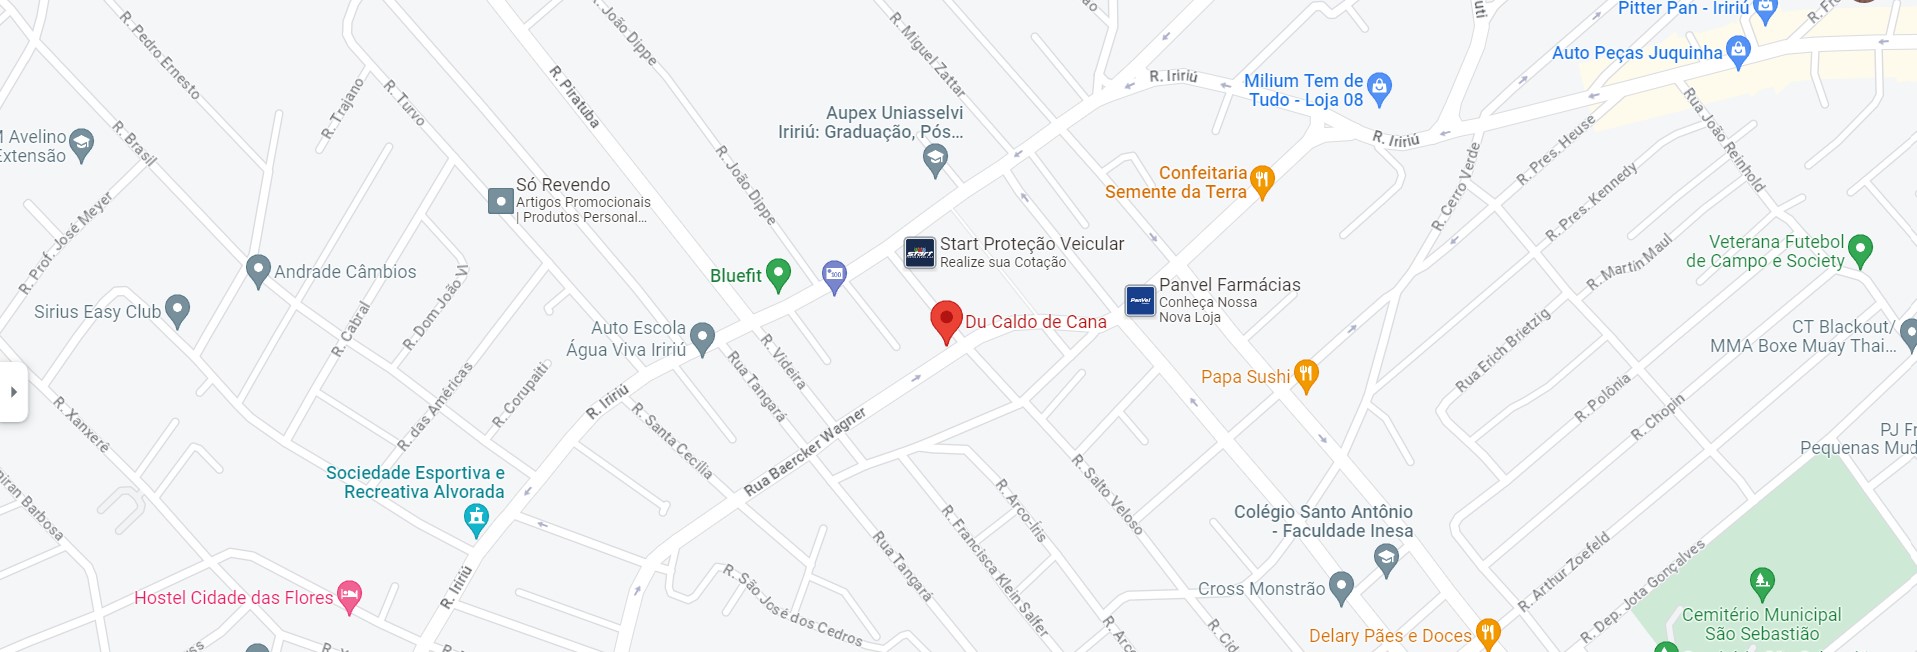 Pitter Pan - Iririú
R. Pedro Ernesto
R. João Dippe
R. Miguel Zattar
Auto Peças Juquinha
R. Iririú
Milium Tem de
Tudo - Loja 08
R. Piratuba
R. Turvo
R. Trajano
Aupex Uniasselvi
Iririú: Graduação, Pós...
R. Iririú
R. Pres. Heuse
Rua João Reinhold
Avelino
Extensão
R. Brasil
R. João Dippe
Confeitaria
Semente da Terra
R. Cerro Verde
R. Pres. Kennedy
Só Revendo
Artigos Promocionais
| Produtos Personal...
R. Prof. José Meyer
Start Proteção Veicular
Realize sua Cotação
R. Martin Maul
Veterana Futebol
de Campo e Society
Andrade Câmbios
Bluefit
R. Dom João VI
Panvel Farmácias
Conheça Nossa
Nova Loja
Sirius Easy Club
R. Cabral
Auto Escola
Água Viva Iririú
Du Caldo de Cana
Rua Erich Brietzig
CT Blackout/
MMA Boxe Muay Thai...
R. Videira
Rua Tangará
R. Corupaiti
R. das Américas
R. Iririú
Papa Sushi
R. Polônia
R. Chopin
R. Xanxerê
R. Santa Cecília
Rua Baercker Wagner
PJ Fr
Pequenas Mud
Sociedade Esportiva e
Recreativa Alvorada
R. Salto Veloso
R. Arco-Íris
R. Francisca Klein Salfer
Rua Tangará
Colégio Santo Antônio
- Faculdade Inesa
piran Barbosa
R. Iririú
Hostel Cidade das Flores
R. São José dos Cedros
Cross Monstrão
R. Arthur Zoefeld
R. Dep. Jota Gonçalves
Cemitério Municipal
São Sebastião
Delary Pães e Doces
R. Arco
R. Cid